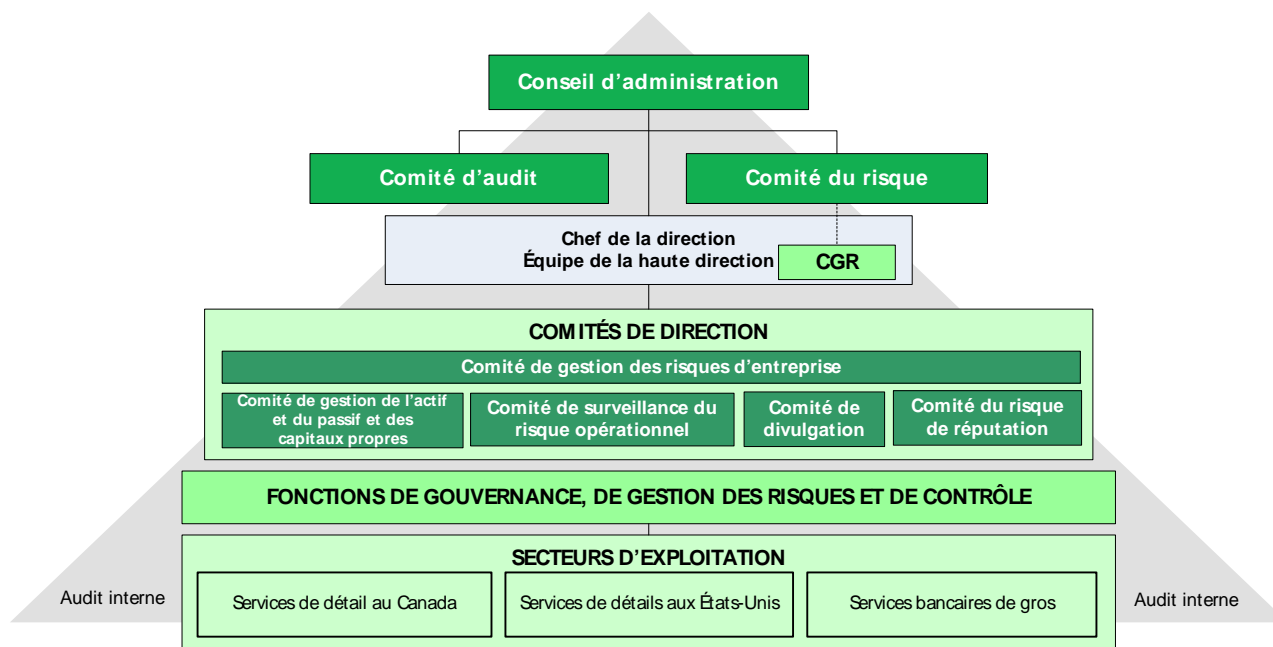 Conseil d'administration
Comité d'audit
Comité du risque
Chef de la direction
Équipe de la haute direction
CGR
COMITÉS DE DIRECTION
Comité de gestion des risques d'entreprise
Comité de gestion de l'actif
et du passif et des
capitaux propres
Comité de surveillance du
risque opérationnel
Comité de
divulgation
Comité du risque
de réputation
FONCTIONS DE GOUVERNANCE, DE GESTION DES RISQUES ET DE CONTRÔLE
SECTEURS D'EXPLOITATION
Audit interne
Services de détail au Canada
Services de détails aux États-Unis
Services bancaires de gros
Audit interne